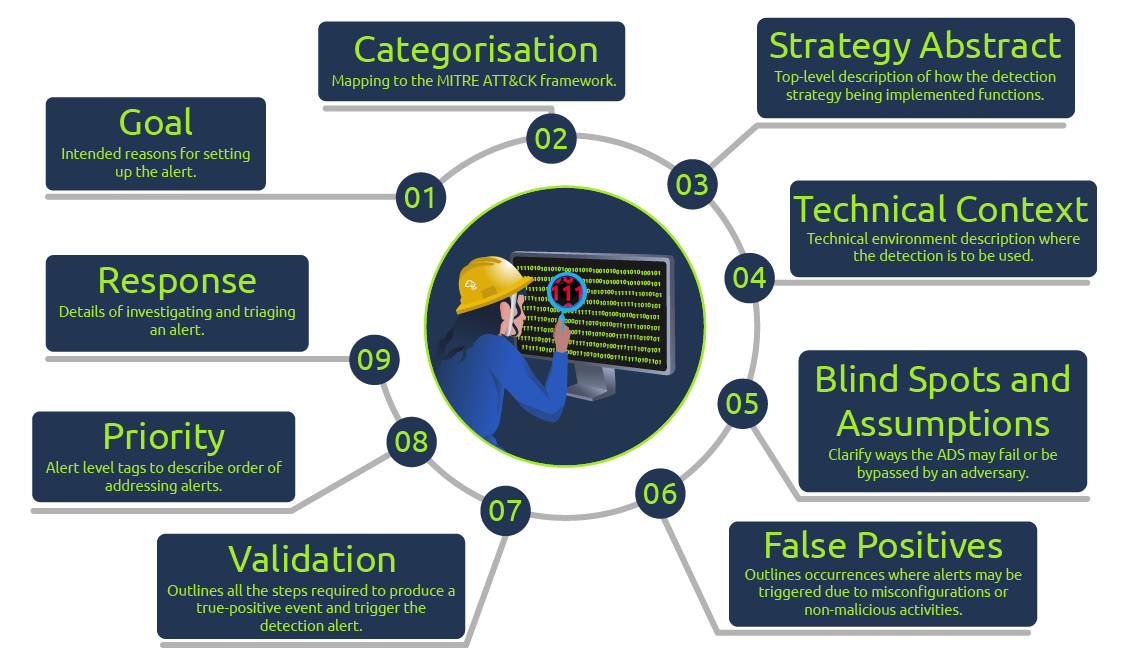 01
Goal
Intended reasons for setting
up the alert.
02
Categorisation
Mapping to the MITRE ATT&CK framework.
03
Strategy Abstract
Top-level description of how the detection
strategy being implemented functions.
04
Technical Context
Technical environment description where
the detection is to be used.
05
Blind Spots and
Assumptions
Clarify ways the ADS may fail or be
bypassed by an adversary.
06
False Positives
Outlines occurrences where alerts may be
triggered due to misconfigurations or
non-malicious activities.
07
Validation
Outlines all the steps required to produce a
true-positive event and trigger the
detection alert.
08
Priority
Alert level tags to describe order of
addressing alerts.
09
Response
Details of investigating and triaging
an alert.
111